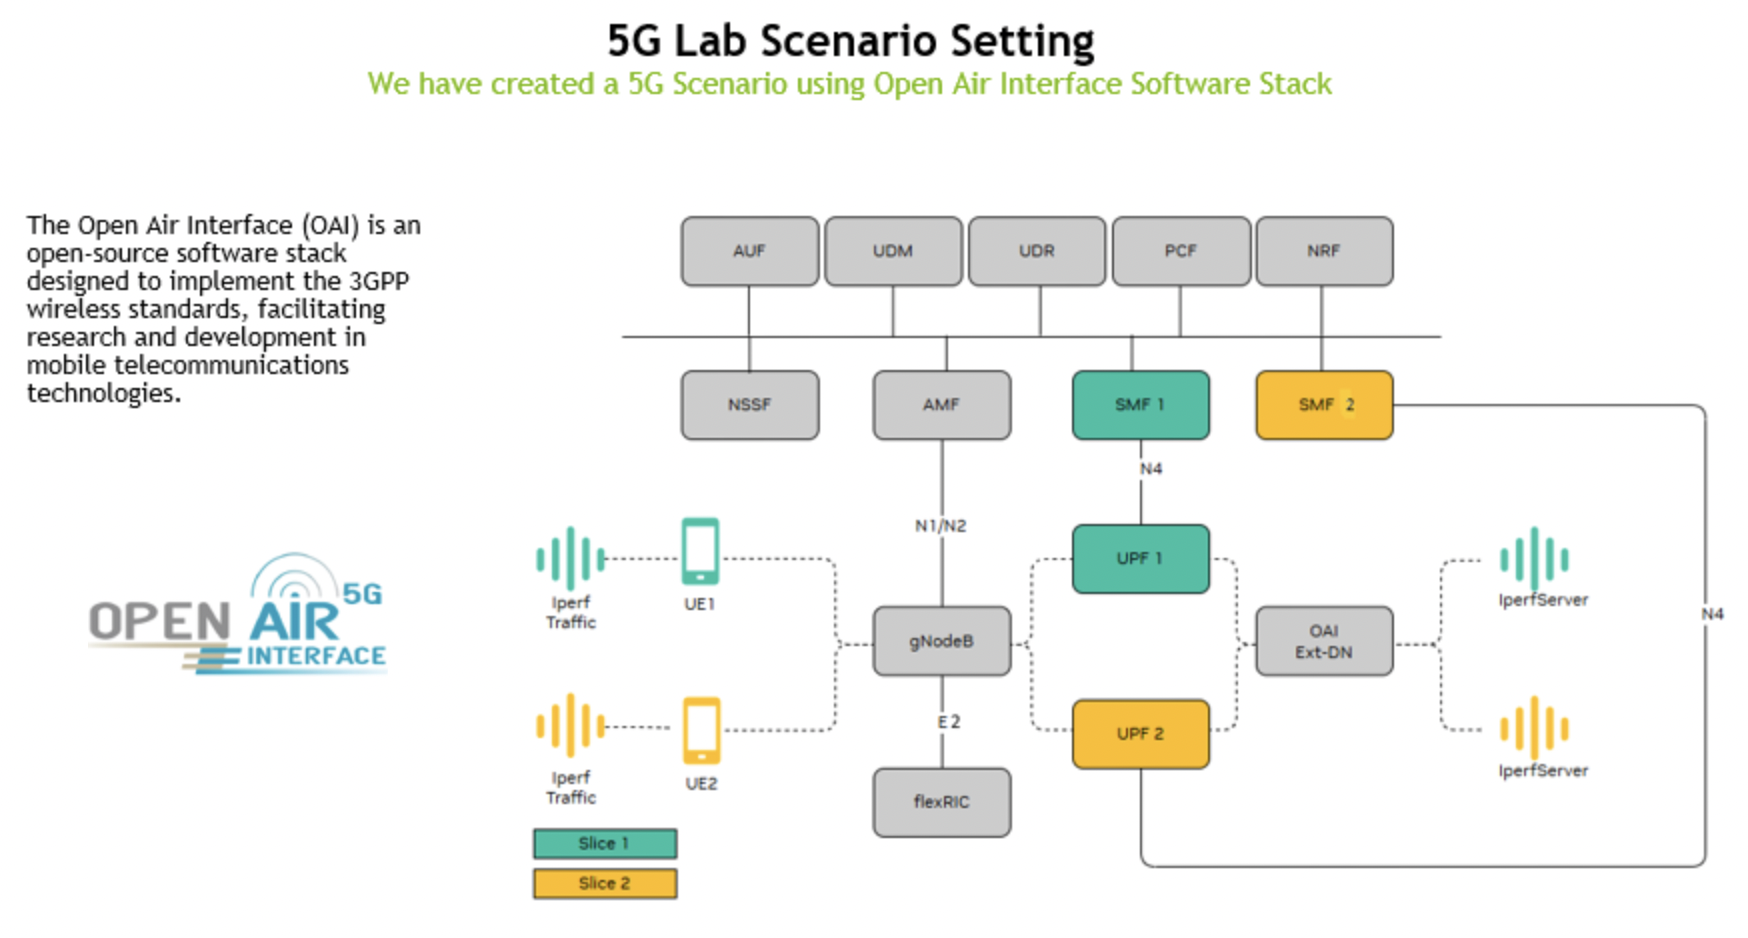 5G Lab Scenario Setting
We have created a 5G Scenario using Open Air Interface Software Stack
The Open Air Interface (OAI) is an
open-source software stack
designed to implement the 3GPP
wireless standards, facilitating
research and development in
mobile telecommunications
technologies.
OPEN AIR 5G
INTERFACE
AUF
UDM
UDR
PCF
NRF
NSSF
AMF
SMF 1
SMF 2
N4
N1/N2
Iperf
Traffic
UE1
UPF 1
IperfServer
gNodeB
OAI
Ext-DN
N4
E2
Iperf
Traffic
UE2
UPF 2
IperfServer
flexRIC
Slice 1
Slice 2